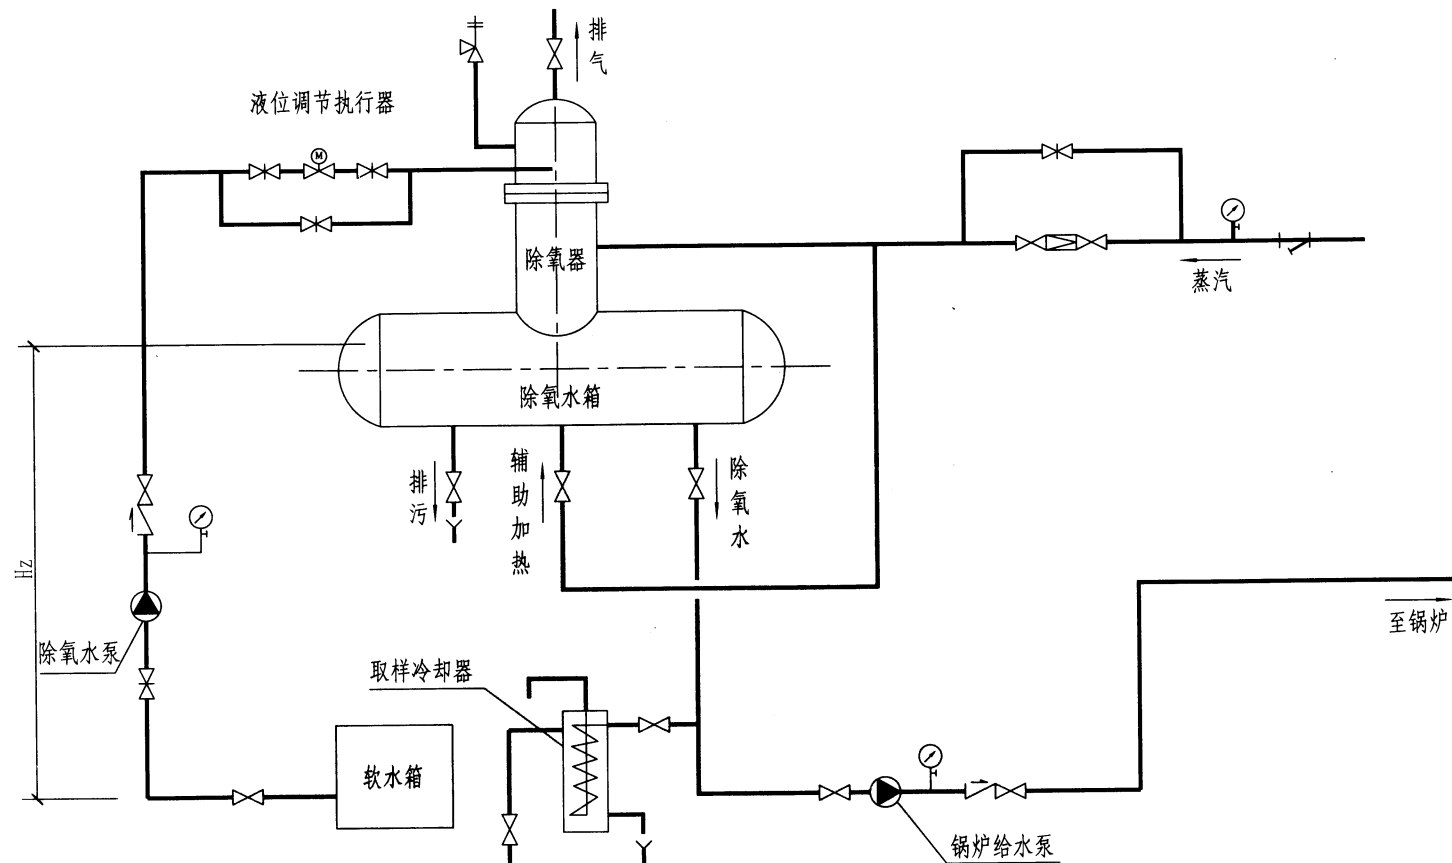 排气
液位调节执行器
M
除氧器
蒸汽
除氧水箱
排污
辅助加热
除氧水
Hz
除氧水泵
至锅炉
取样冷却器
软水箱
锅炉给水泵